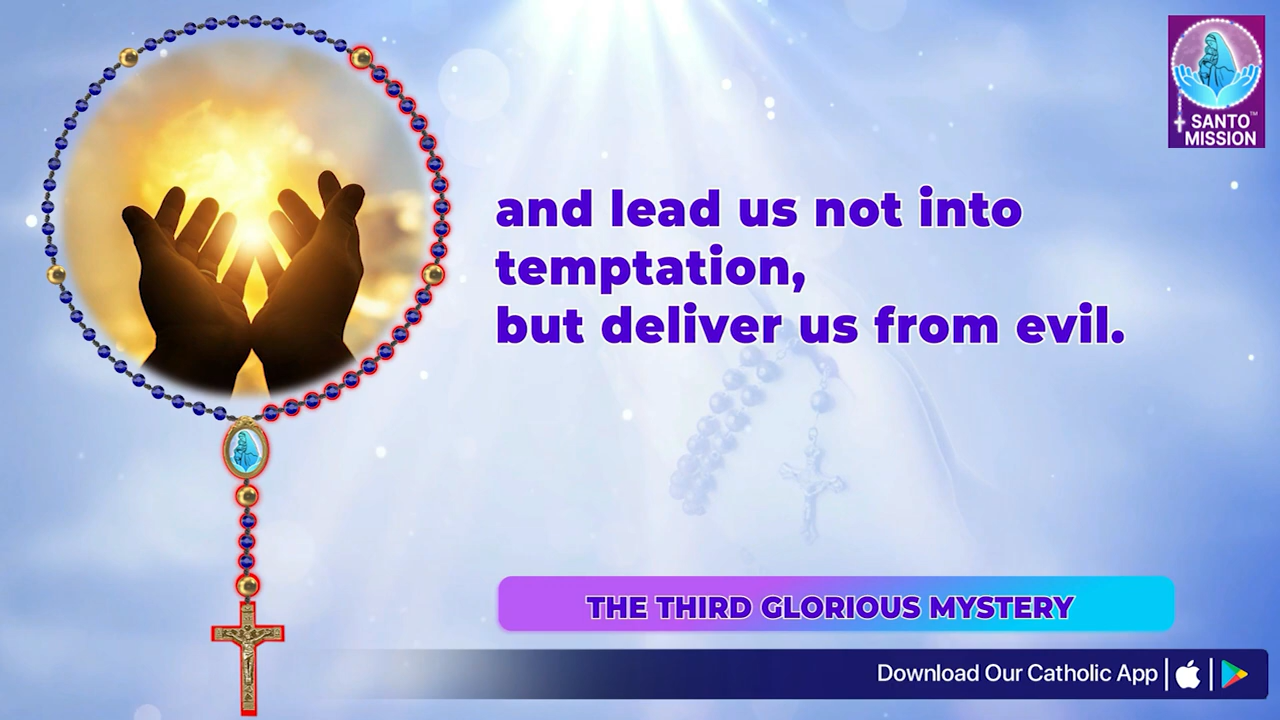 SANTO™
MISSION
and lead us not into
temptation,
but deliver us from evil.
THE THIRD GLORIOUS MYSTERY
Download Our Catholic App